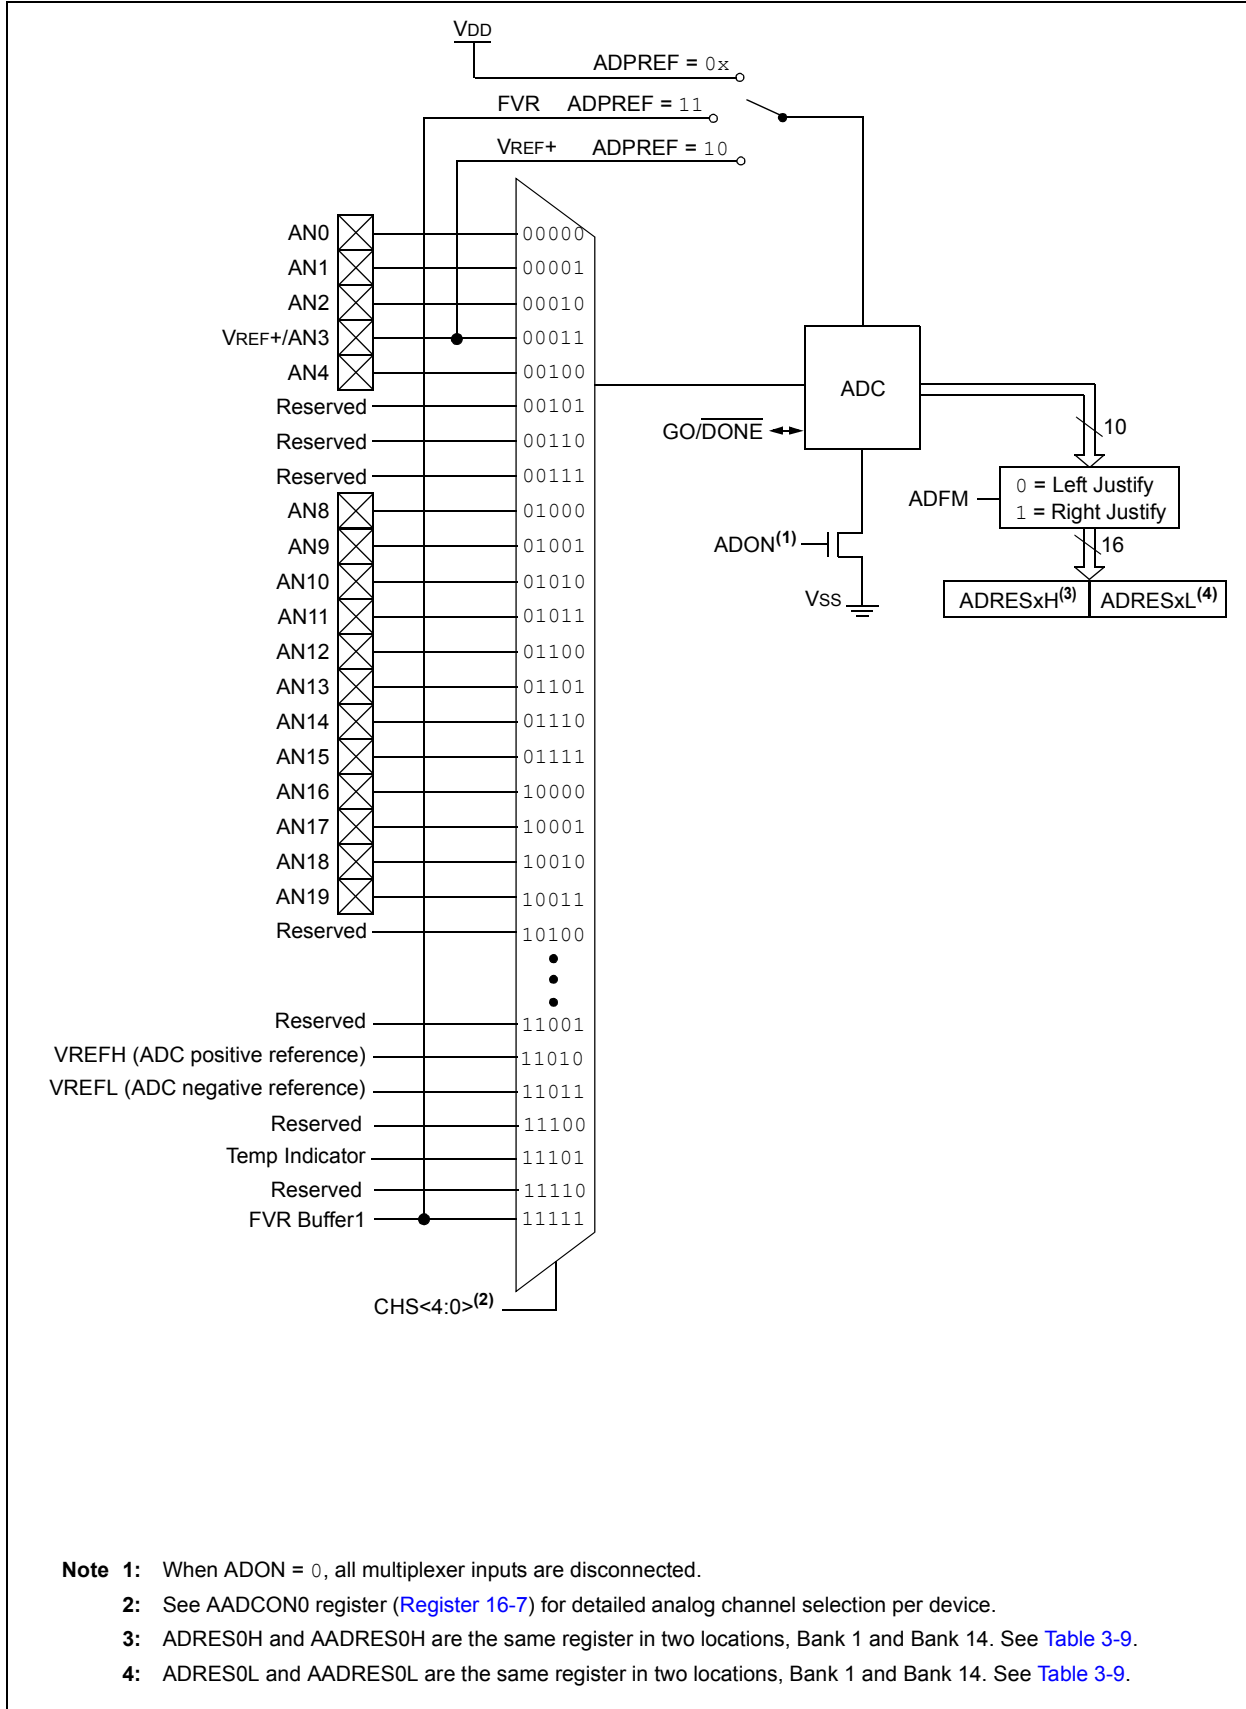 VDD
ADPREF = 0x
FVR ADPREF = 11
VREF+ ADPREF = 10
AN0 00000
AN1 00001
AN2 00010
VREF+/AN3 00011
AN4 00100
Reserved 00101
Reserved 00110
Reserved 00111
AN8 01000
AN9 01001
AN10 01010
AN11 01011
AN12 01100
AN13 01101
AN14 01110
AN15 01111
AN16 10000
AN17 10001
AN18 10010
AN19 10011
Reserved 10100
Reserved 11001
VREFH (ADC positive reference) 11010
VREFL (ADC negative reference) 11011
Reserved 11100
Temp Indicator 11101
Reserved 11110
FVR Buffer1 11111
CHS<4:0>(2)
ADC
GO/DONE
10
ADFM
0 = Left Justify
1 = Right Justify
ADON(1)
16
VSS
ADRESxH(3) ADRESxL(4)
Note 1: When ADON = 0, all multiplexer inputs are disconnected.
2: See AADCON0 register (Register 16-7) for detailed analog channel selection per device.
3: ADRES0H and AADRES0H are the same register in two locations, Bank 1 and Bank 14. See Table 3-9.
4: ADRES0L and AADRES0L are the same register in two locations, Bank 1 and Bank 14. See Table 3-9.